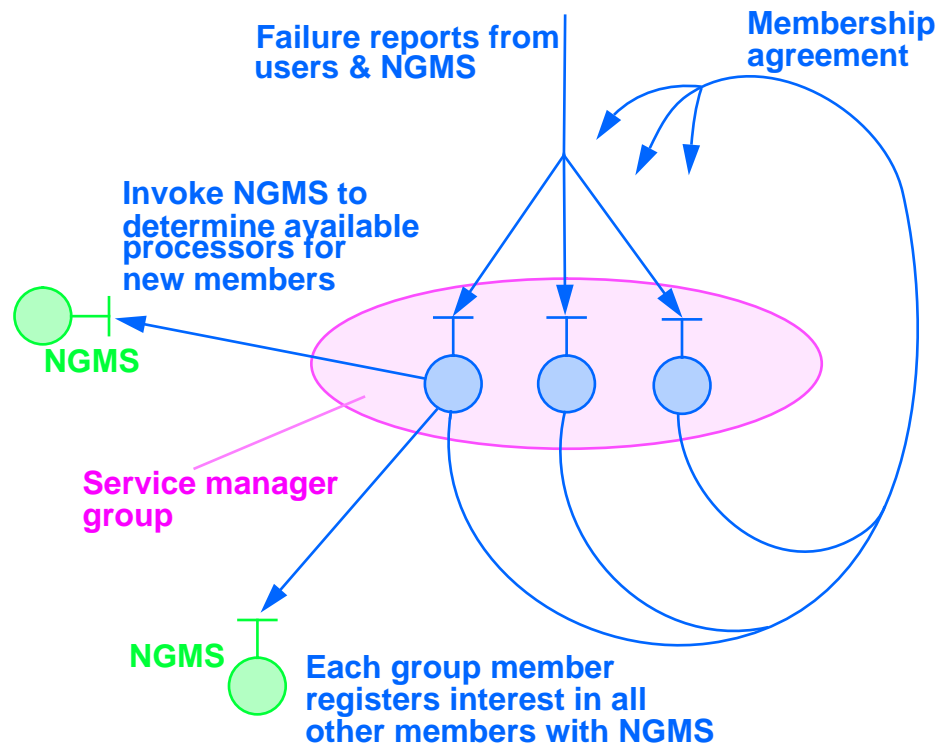 Failure reports from
users & NGMS
Membership
agreement
Invoke NGMS to
determine available
processors for
new members
NGMS
Service manager
group
NGMS
Each group member
registers interest in all
other members with NGMS